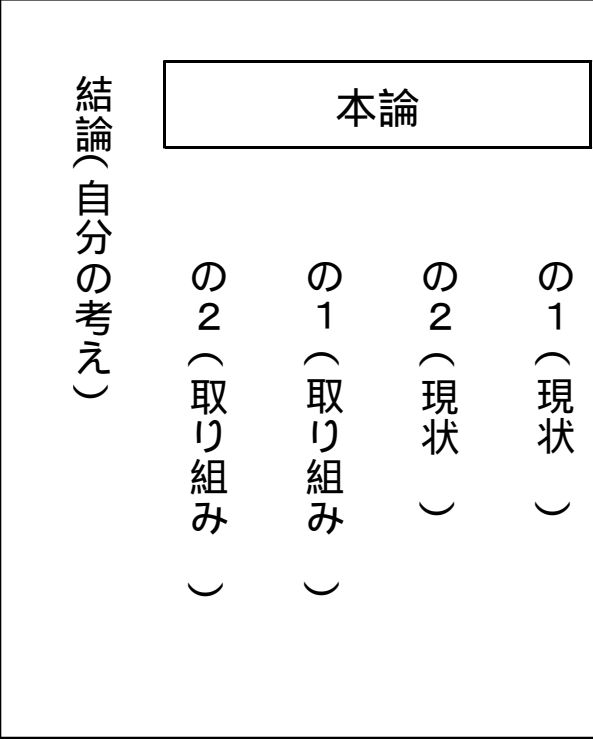 本論
の1（現状　）
の2（現状　）
の1（取り組み　）
の2（取り組み　）
結論（自分の考え）